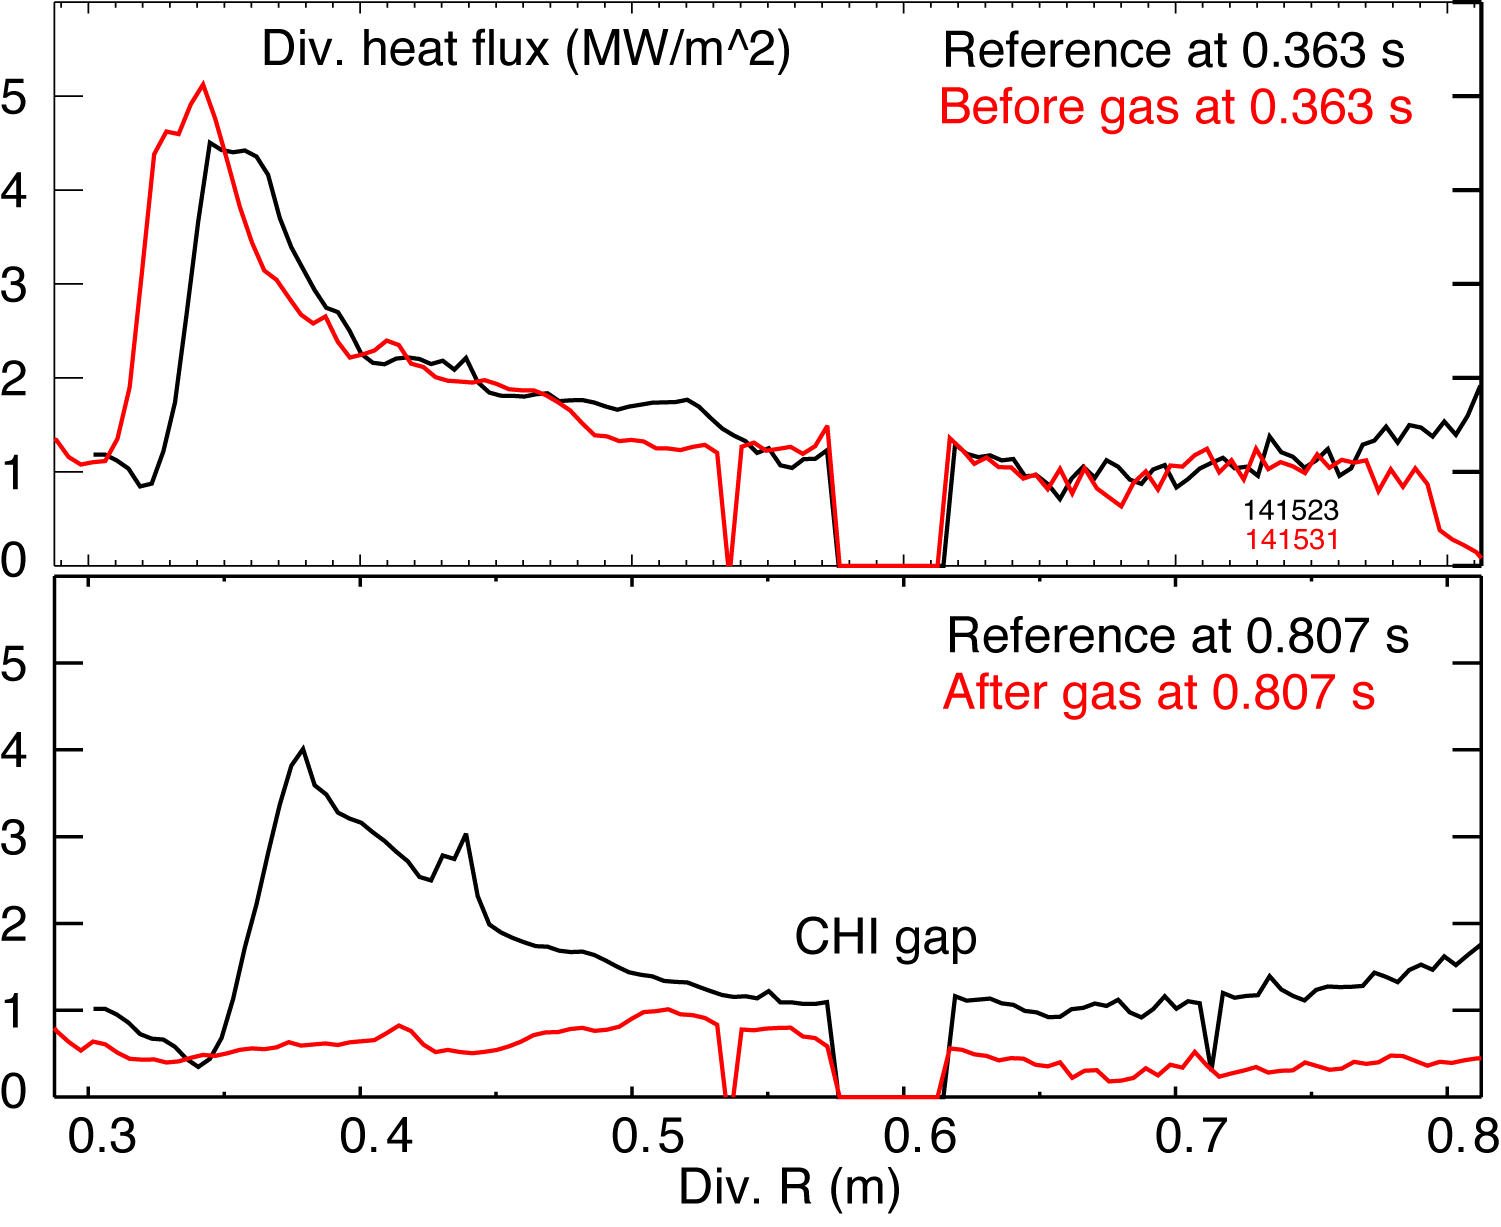 Div. heat flux (MW/m^2)
Reference at 0.363 s
Before gas at 0.363 s
5
4
3
2
1
0
141523
141531
Reference at 0.807 s
After gas at 0.807 s
5
4
3
2
1
0
CHI gap
0.3 0.4 0.5 0.6 0.7 0.8
Div. R (m)